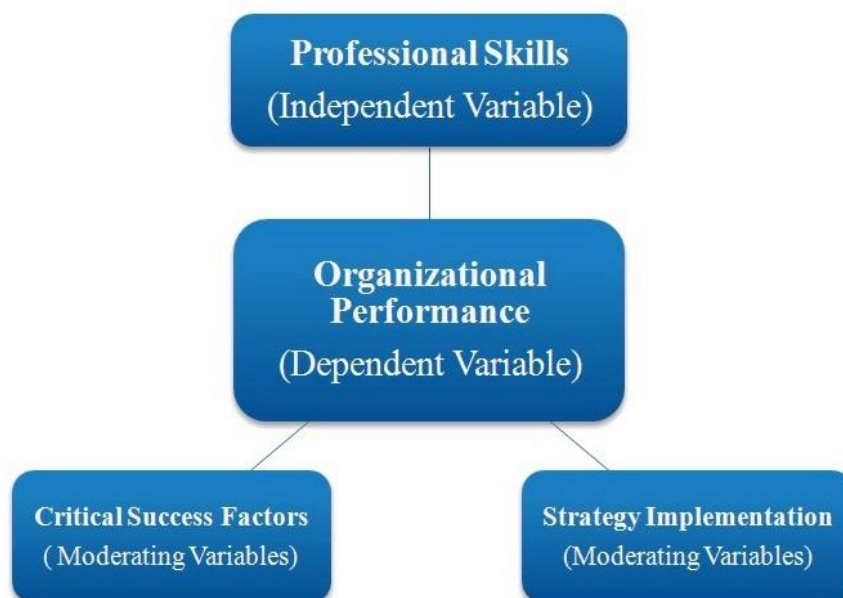 Professional Skills
(Independent Variable)
Organizational
Performance
(Dependent Variable)
Critical Success Factors
( Moderating Variables)
Strategy Implementation
(Moderating Variables)